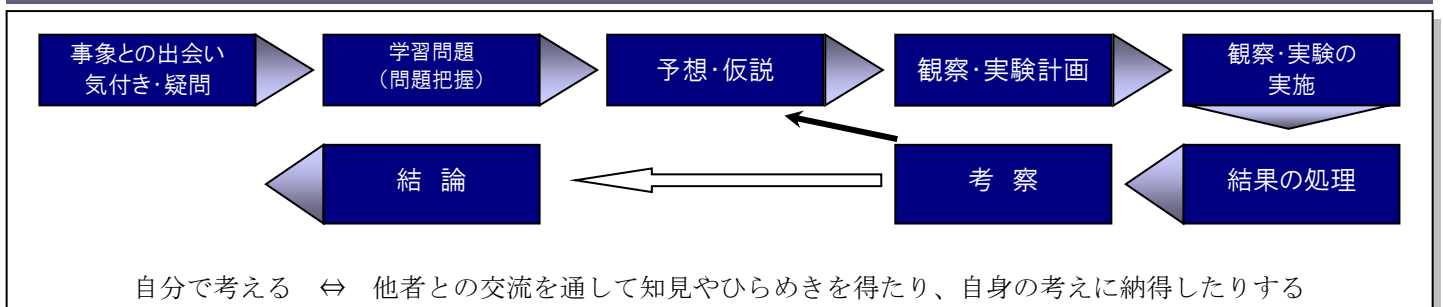 事象との出会い
気付き・疑問
学習問題
（問題把握）
予想・仮説
観察・実験計画
観察・実験の
実施
結果の処理
考 察
結 論
自分で考える ⇔ 他者との交流を通して知見やひらめきを得たり、自身の考えに納得したりする